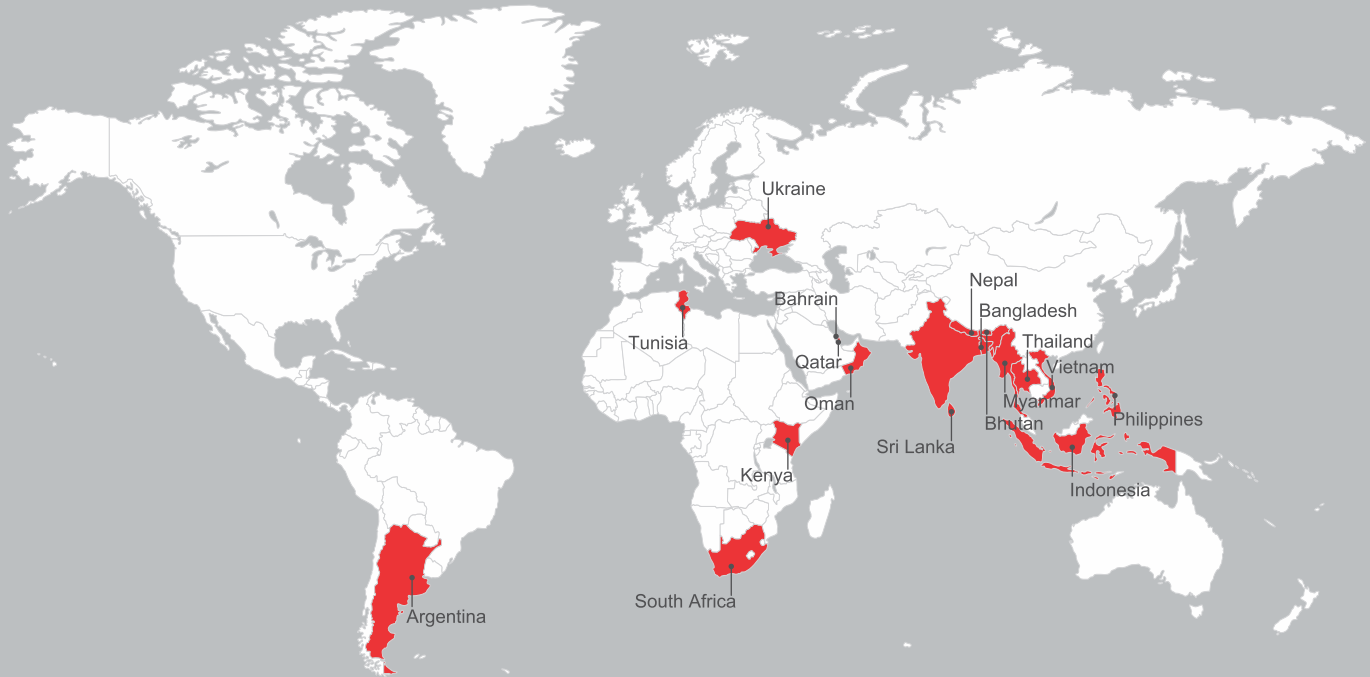 Ukraine
Nepal
Bahrain
Bangladesh
Tunisia
Thailand
Qatar
Vietnam
Oman
Myanmar
Bhutan
Philippines
Sri Lanka
Kenya
Indonesia
South Africa
Argentina